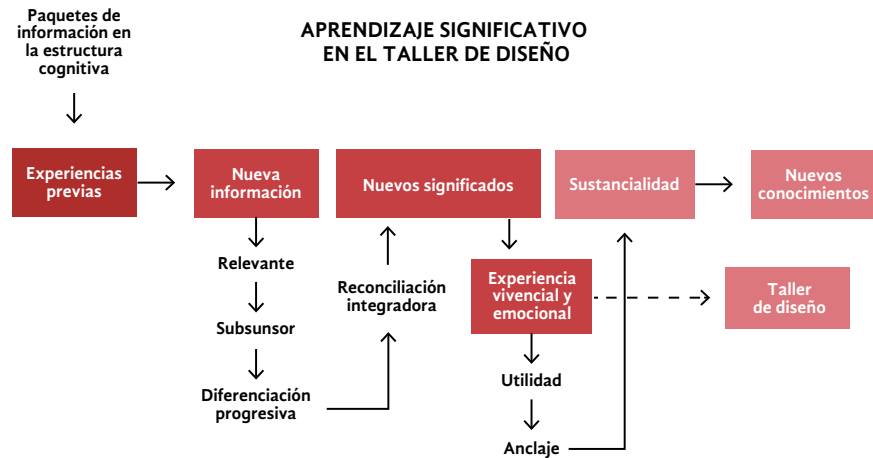 Paquetes de
información en
la estructura
cognitiva
APRENDIZAJE SIGNIFICATIVO
EN EL TALLER DE DISEÑO
Experiencias
previas
Nueva
información
Nuevos significados
Sustancialidad
Nuevos
conocimientos
Relevante
Subsunsor
Diferenciación
progresiva
Reconciliación
integradora
Experiencia
vivencial y
emocional
Taller
de diseño
Utilidad
Anclaje